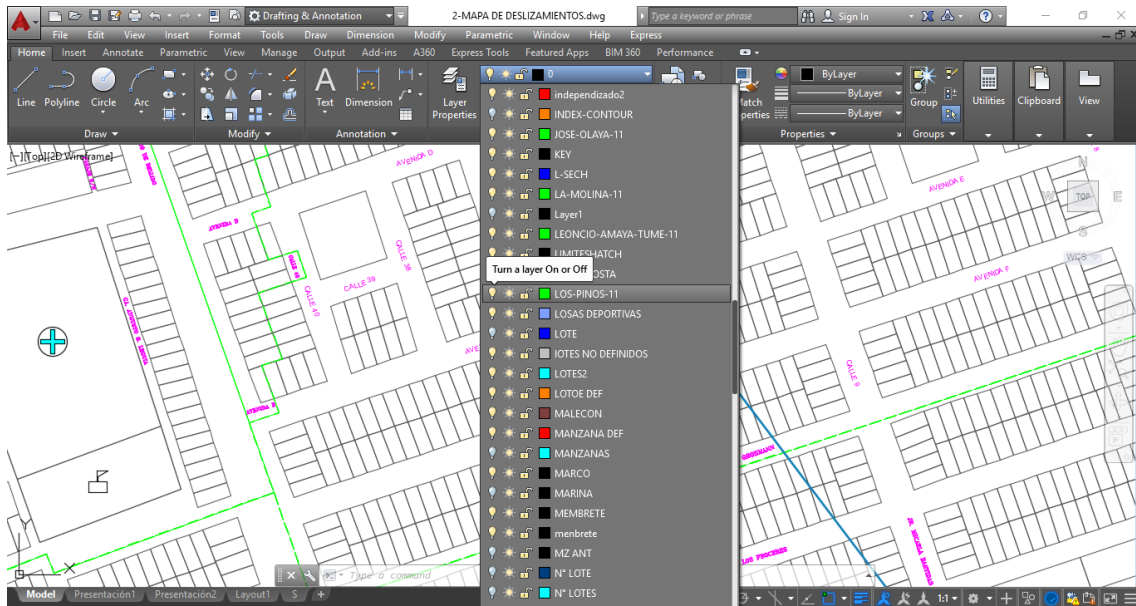 Drafting & Annotation
2-MAPA DE DESLIZAMIENTOS.dwg
Type a keyword or phrase
Sign In
?
File Edit View Insert Format Tools Draw Dimension Modify Parametric Window Help Express
Home Insert Annotate Parametric View Manage Output Add-ins A360 Express Tools Featured Apps BIM 360 Performance
Line Polyline Circle Arc
Text Dimension
Layer Properties
0
ByLayer
ByLayer
ByLayer
Group Utilities Clipboard View
Draw Modify Annotation Properties Groups
[−][Top][2D Wireframe]
independizado2
INDEX-CONTOUR
JOSE-OLAYA-11
KEY
L-SECH
LA-MOLINA-11
Layer1
LEONCIO-AMAYA-TUME-11
LIMITESHATCH
Turn a layer On or Off
LOS-PINOS-11
LOSAS DEPORTIVAS
LOTE
lOTES NO DEFINIDOS
LOTES2
LOTOE DEF
MALECON
MANZANA DEF
MANZANAS
MARCO
MARINA
MEMBRETE
menbrete
MZ ANT
N° LOTE
N° LOTES
AVENIDA D
CALLE 38
CALLE 39
CALLE 40
AVENIDA E
AVENIDA F
CALLE 9
LOS PROCERES
N
W
TOP
E
S
WCS
Y
X
Type a command
Model Presentación1 Presentación2 Layout1 S +
1:1